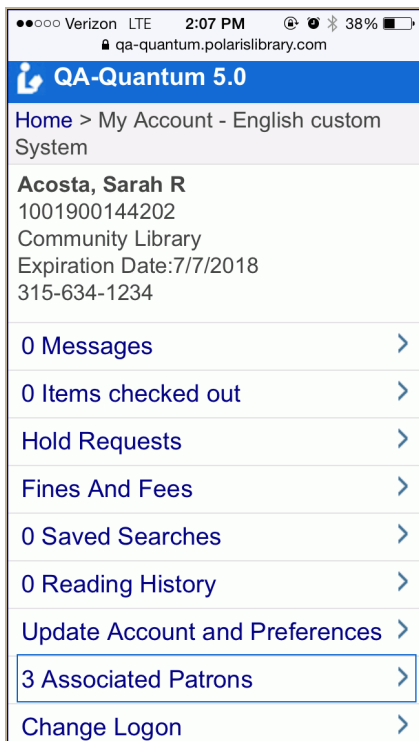 Verizon LTE 2:07 PM 38%
qa-quantum.polarislibrary.com
QA-Quantum 5.0
Home > My Account - English custom
System
Acosta, Sarah R
1001900144202
Community Library
Expiration Date:7/7/2018
315-634-1234
0 Messages
0 Items checked out
Hold Requests
Fines And Fees
0 Saved Searches
0 Reading History
Update Account and Preferences
3 Associated Patrons
Change Logon